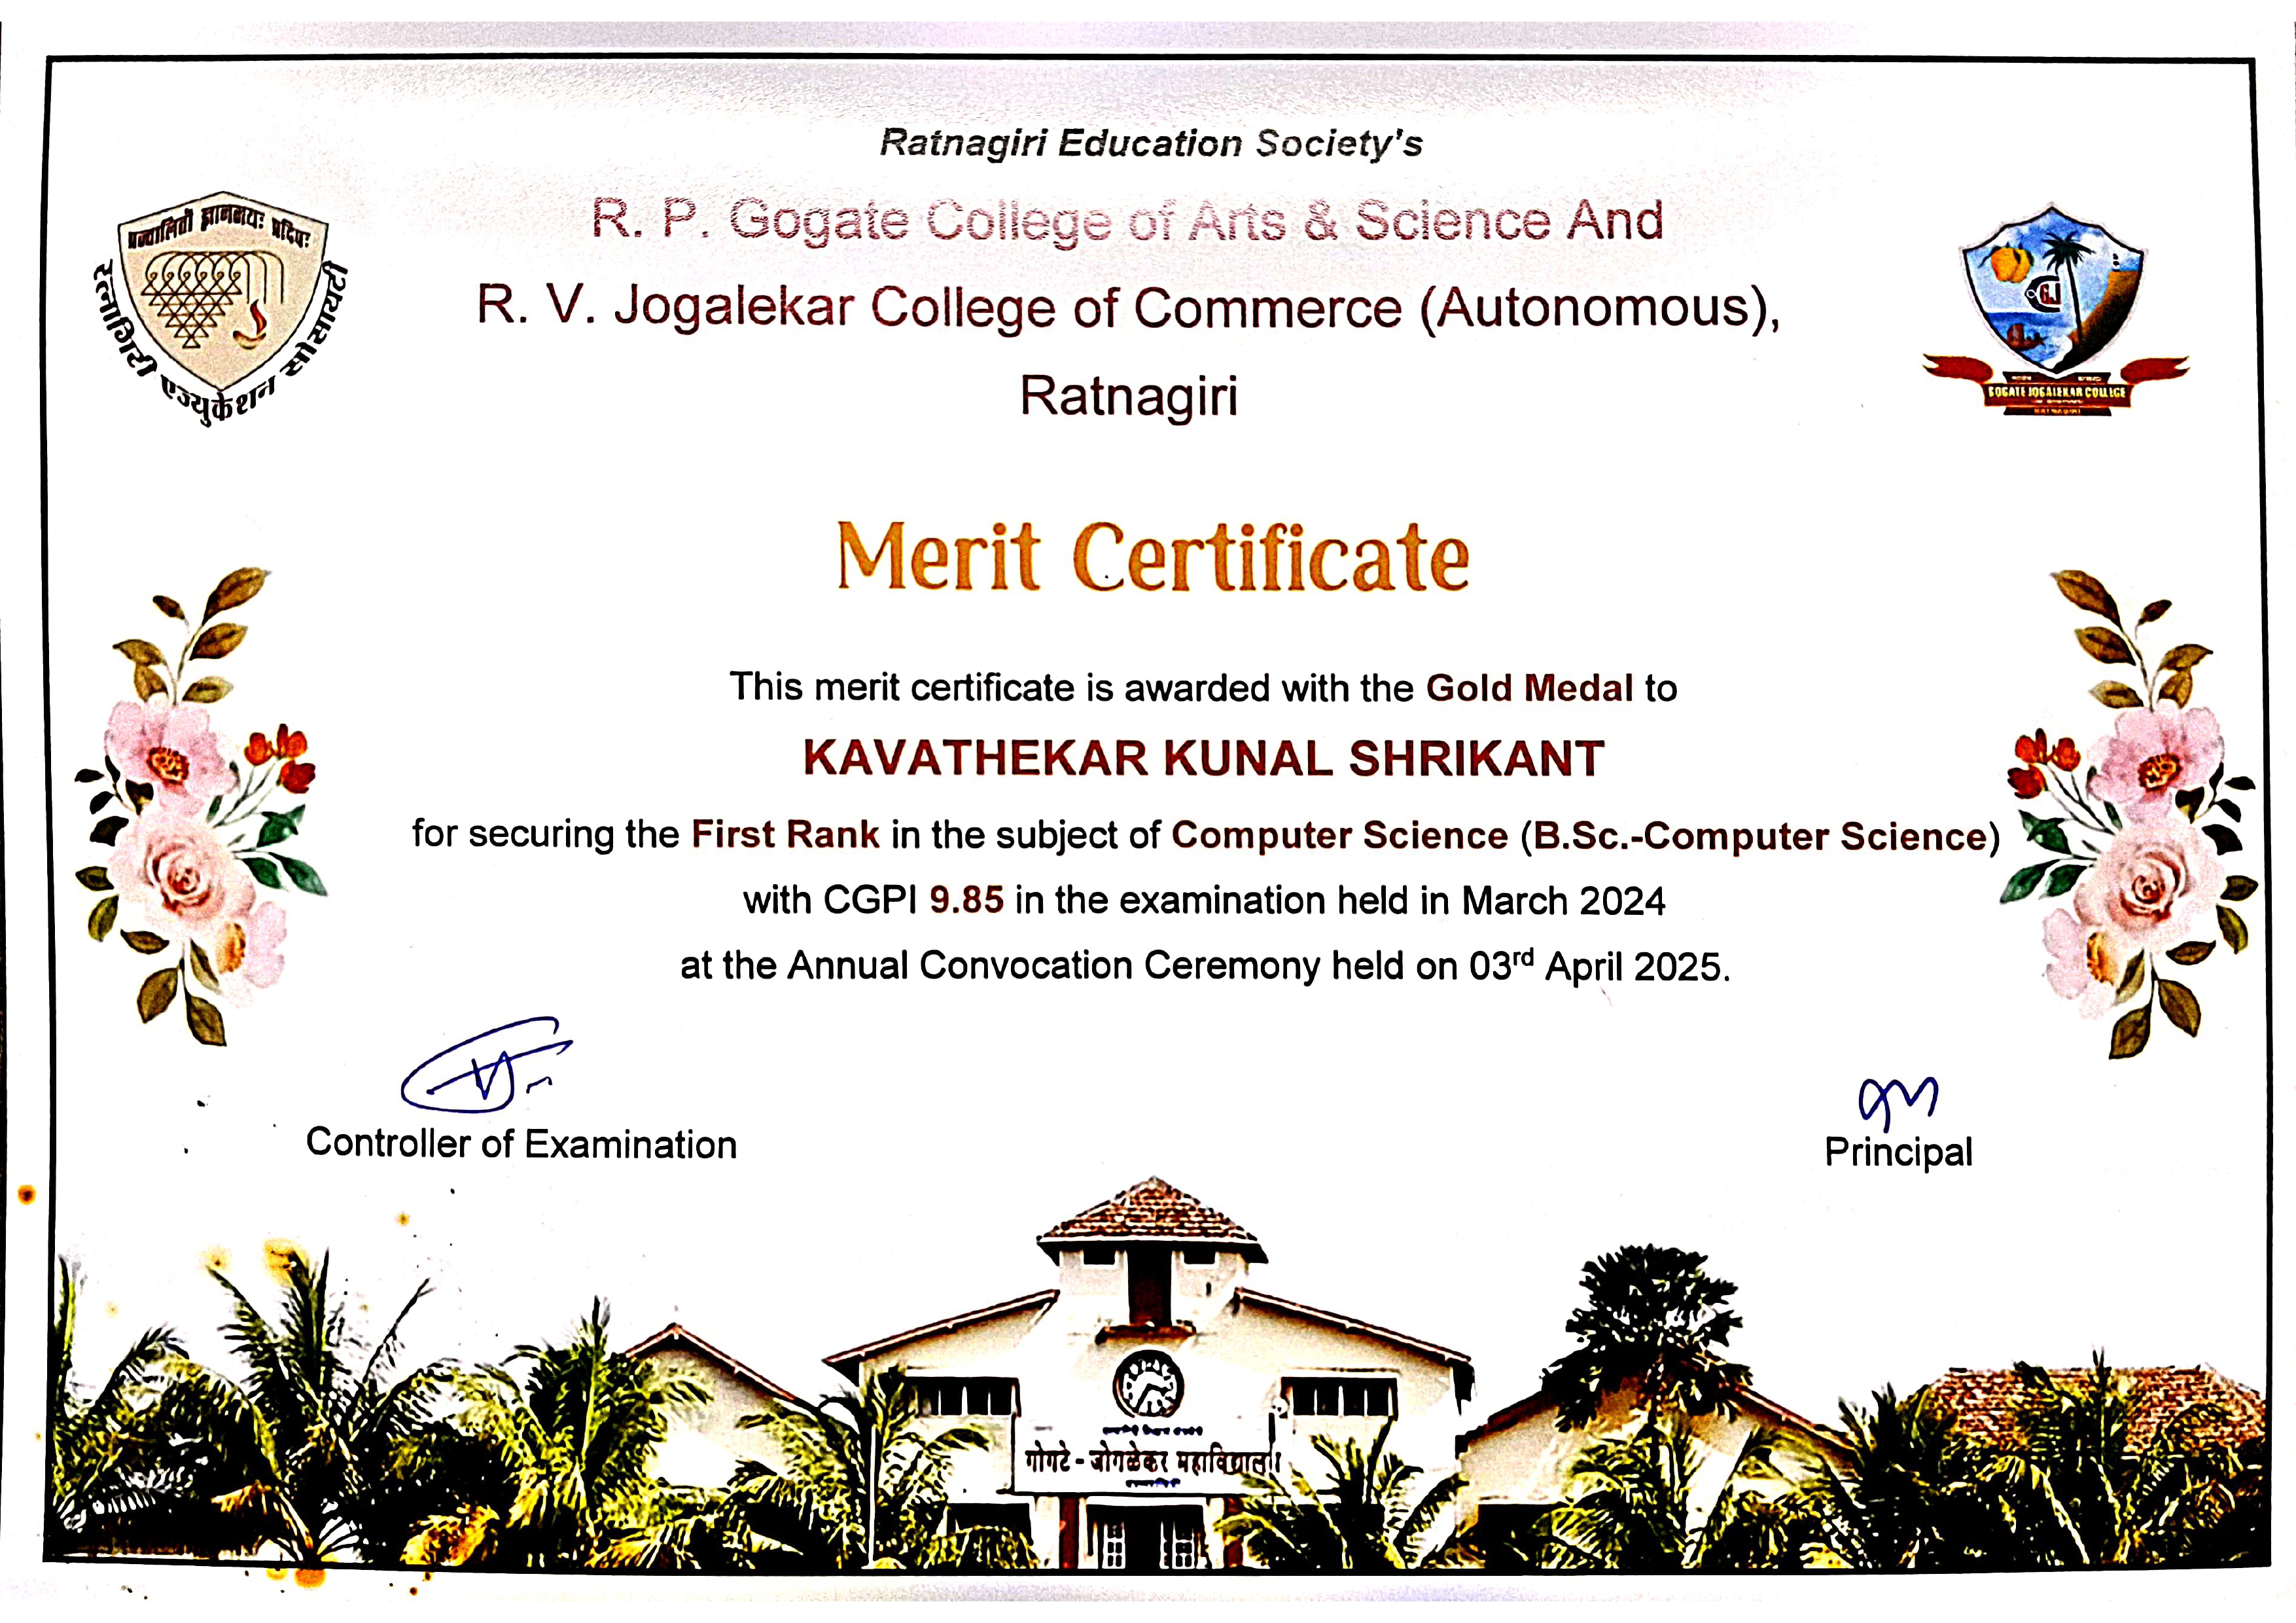 Ratnagiri Education Society's
R. P. Gogate College of Arts & Science And
R. V. Jogalekar College of Commerce (Autonomous),
Ratnagiri
प्रज्वालितो ज्ञानमयः प्रदिपः
रत्नागिरी एज्युकेशन सोसायटी
GJ
GOGATE JOGALEKAR COLLEGE
RATNAGIRI
Merit Certificate
This merit certificate is awarded with the Gold Medal to
KAVATHEKAR KUNAL SHRIKANT
for securing the First Rank in the subject of Computer Science (B.Sc.-Computer Science)
with CGPI 9.85 in the examination held in March 2024
at the Annual Convocation Ceremony held on 03rd April 2025.
Controller of Examination
Principal
गोगटे - जोगळेकर महाविद्यालय